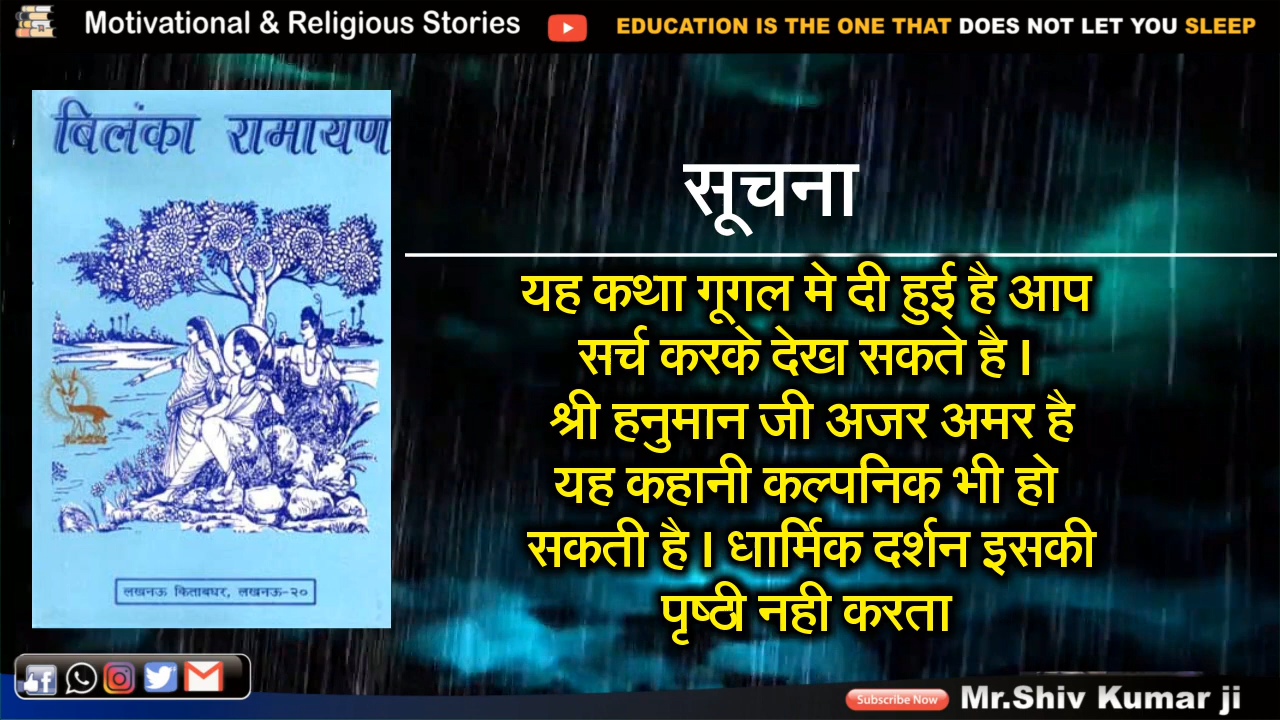 Motivational & Religious Stories
EDUCATION IS THE ONE THAT DOES NOT LET YOU SLEEP
बिलंका रामायण
लखनऊ किताबघर, लखनऊ-२०
सूचना
यह कथा गूगल मे दी हुई है आप
सर्च करके देख सकते है ।
श्री हनुमान जी अजर अमर है
यह कहानी कल्पनिक भी हो
सकती है । धाार्मिक दर्शन इसकी
पृष्ठी नही करता
Subscribe Now
Mr.Shiv Kumar ji